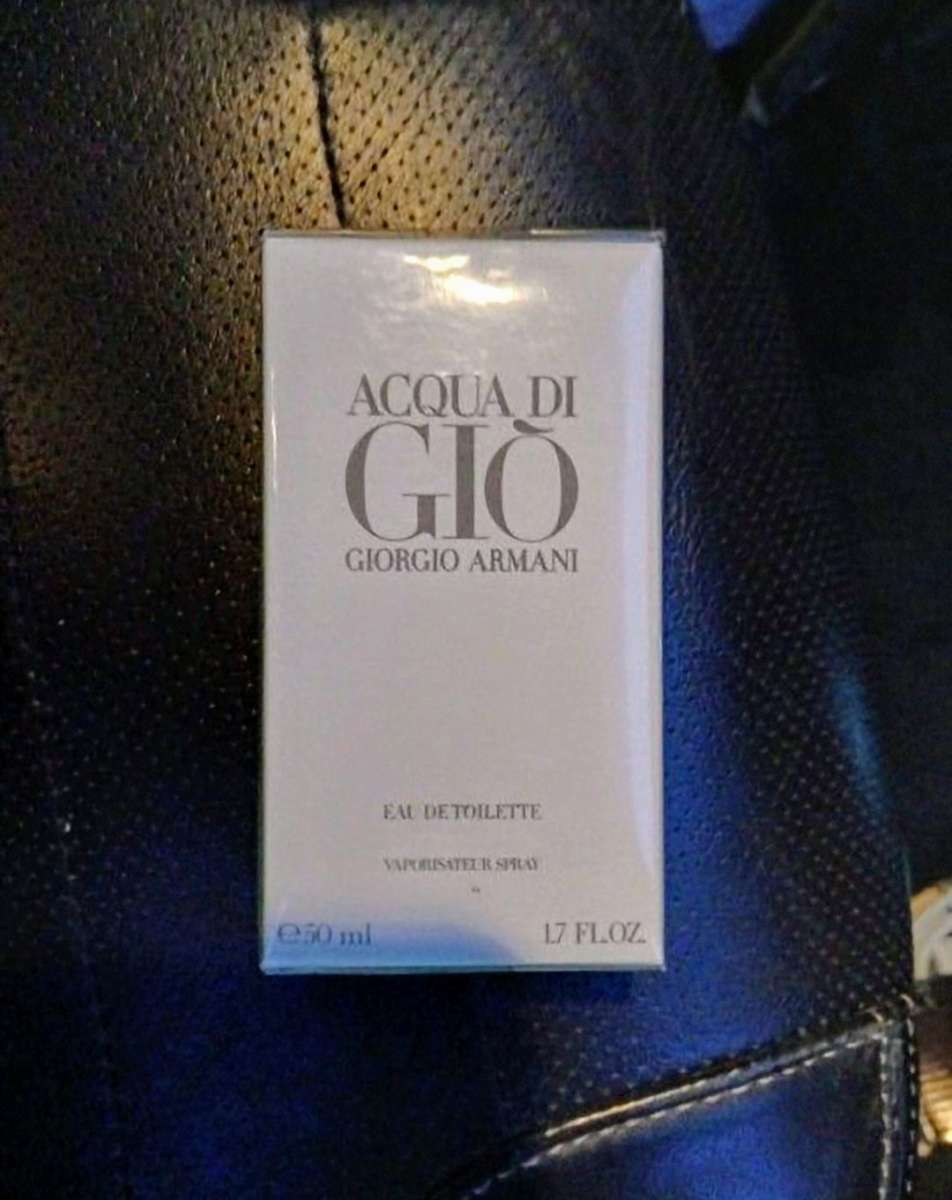 ACQUA DI
GIÒ
GIORGIO ARMANI
EAU DE TOILETTE
VAPORISATEUR SPRAY
℮50 ml
1.7 FL.OZ.